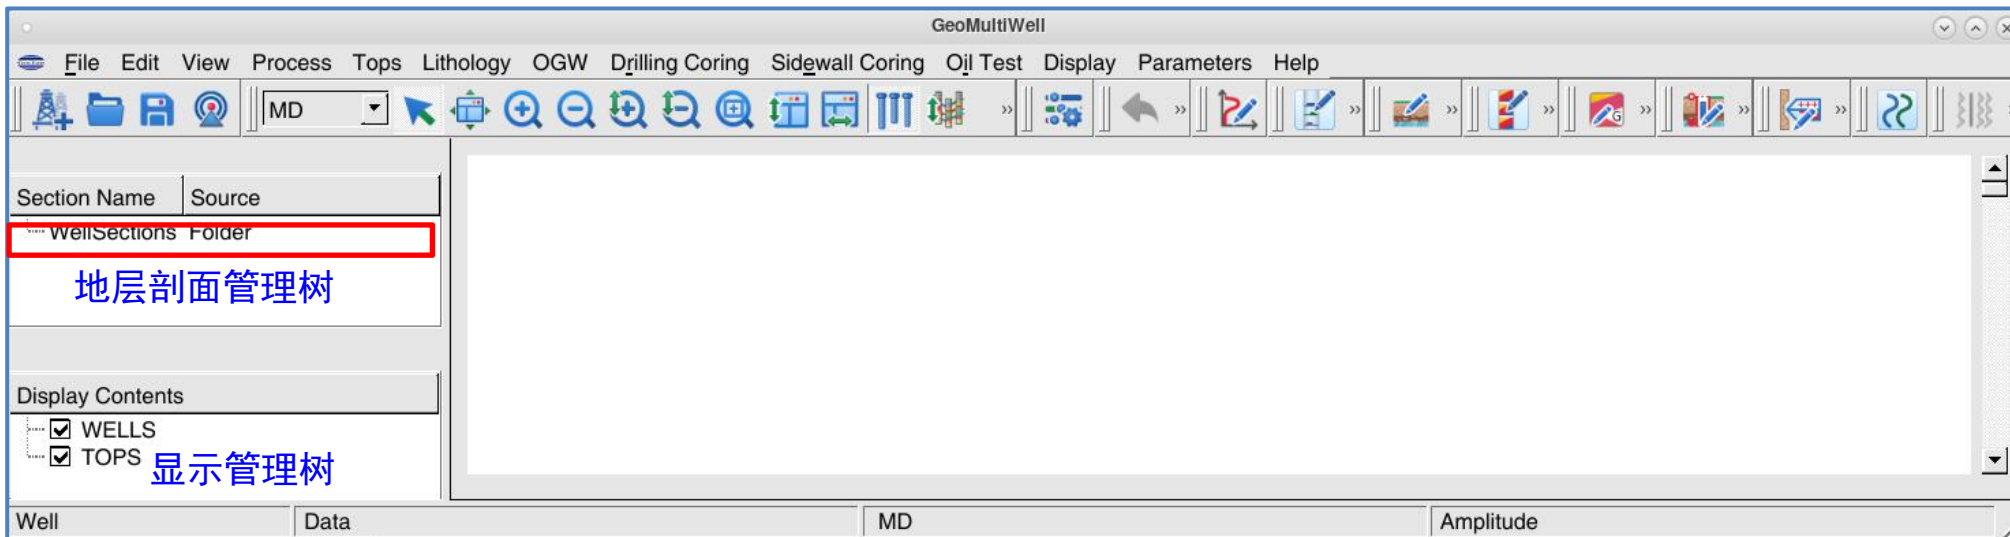 GeoMultiWell
File Edit View Process Tops Lithology OGW Drilling Coring Sidewall Coring Oil Test Display Parameters Help
MD
Section Name Source
WellSections Folder
地层剖面管理树
Display Contents
WELLS
TOPS
显示管理树
Well Data MD Amplitude